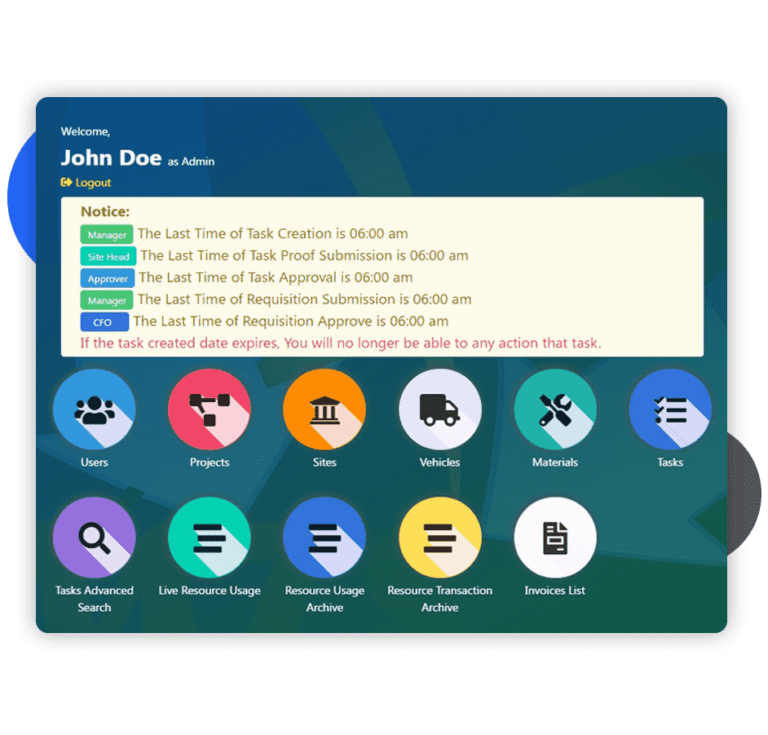 Welcome,
John Doe as Admin
Logout
Notice:
Manager The Last Time of Task Creation is 06:00 am
Site Head The Last Time of Task Proof Submission is 06:00 am
Approver The Last Time of Task Approval is 06:00 am
Manager The Last Time of Requisition Submission is 06:00 am
CFO The Last Time of Requisition Approve is 06:00 am
If the task created date expires, You will no longer be able to any action that task.
Users
Projects
Sites
Vehicles
Materials
Tasks
Tasks Advanced
Search
Live Resource Usage
Resource Usage
Archive
Resource Transaction
Archive
Invoices List